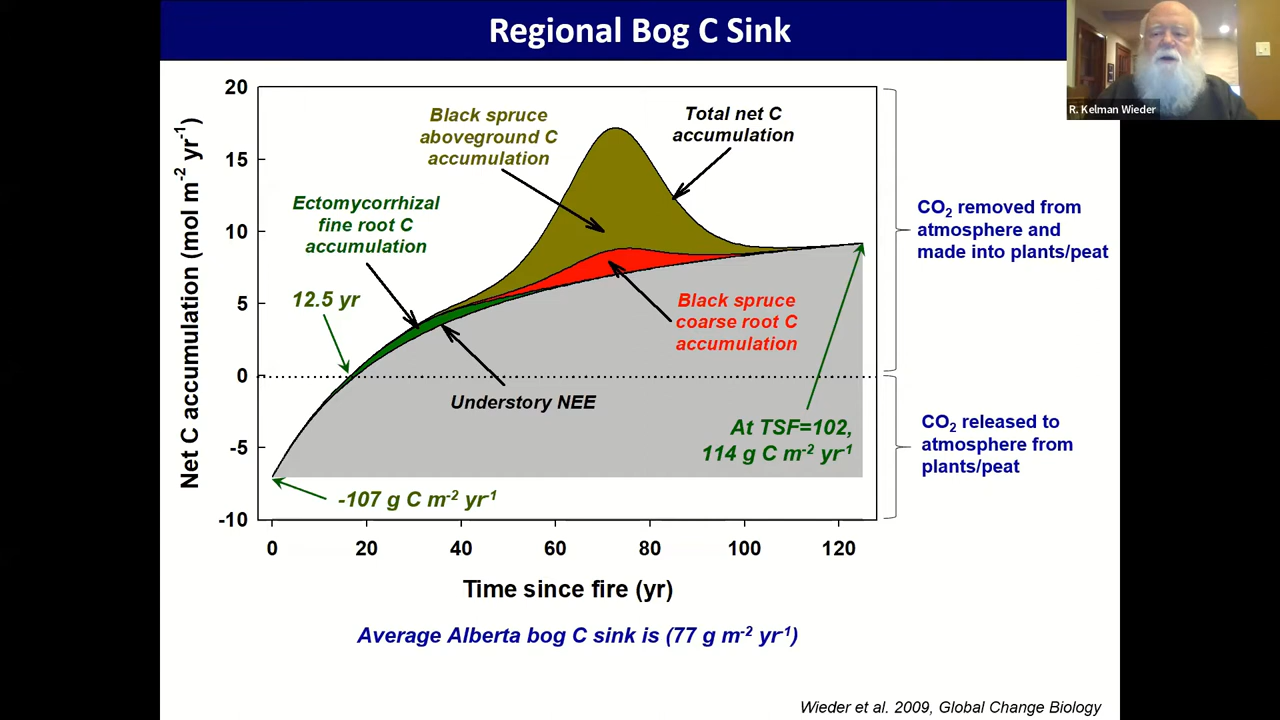 Regional Bog C Sink
R. Kelman Wieder
Net C accumulation (mol m⁻² yr⁻¹)
20
15
10
5
0
-5
-10
Black spruce
aboveground C
accumulation
Total net C
accumulation
Ectomycorrhizal
fine root C
accumulation
12.5 yr
Black spruce
coarse root C
accumulation
Understory NEE
At TSF=102,
114 g C m⁻² yr⁻¹
-107 g C m⁻² yr⁻¹
CO₂ removed from
atmosphere and
made into plants/peat
CO₂ released to
atmosphere from
plants/peat
0 20 40 60 80 100 120
Time since fire (yr)
Average Alberta bog C sink is (77 g m⁻² yr⁻¹)
Wieder et al. 2009, Global Change Biology